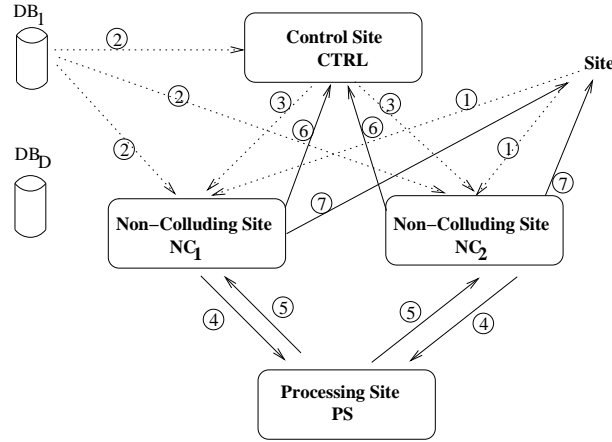 DB1
2
Control Site
CTRL
Site
2
3
3
1
6
6
2
1
7
7
DBD
Non-Colluding Site
NC1
Non-Colluding Site
NC2
4
5
5
4
Processing Site
PS